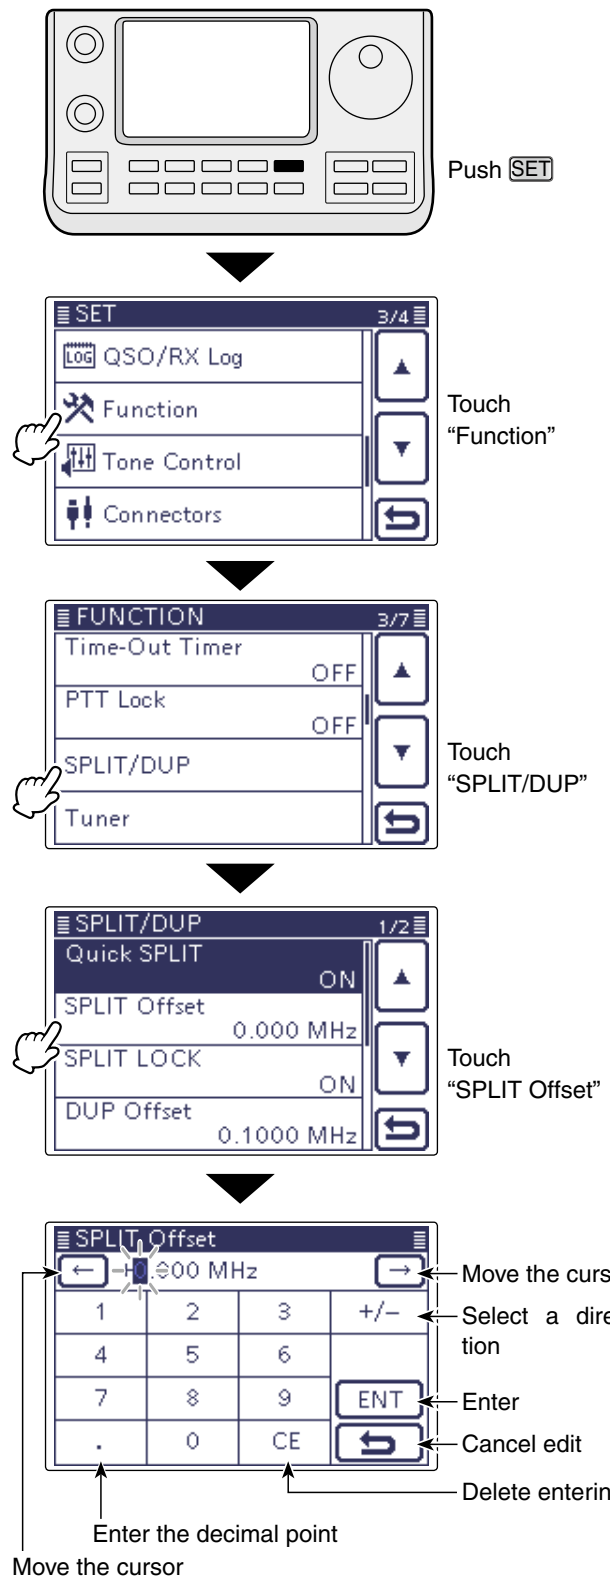 Push SET
SET 3/4
LOG QSO/RX Log
Function
Tone Control
Connectors
Touch
“Function”
FUNCTION 3/7
Time-Out Timer
OFF
PTT Lock
OFF
SPLIT/DUP
Tuner
Touch
“SPLIT/DUP”
SPLIT/DUP 1/2
Quick SPLIT
ON
SPLIT Offset
0.000 MHz
SPLIT LOCK
ON
DUP Offset
0.1000 MHz
Touch
“SPLIT Offset”
SPLIT Offset
← +0.000 MHz →
Move the curs
1 2 3 +/–
Select a dire
tion
4 5 6
7 8 9 ENT
Enter
. 0 CE
Cancel edit
Delete enterin
Enter the decimal point
Move the cursor